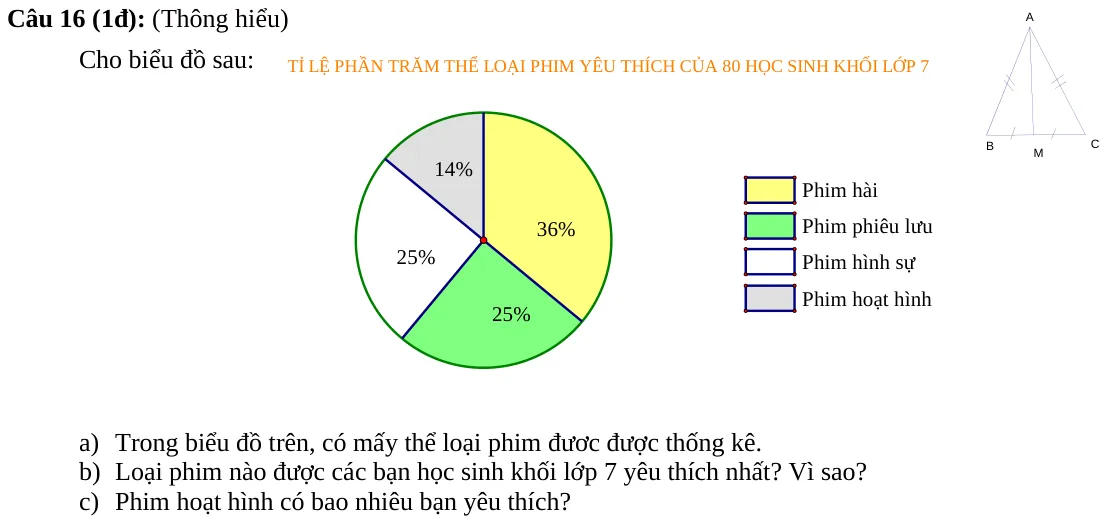 Câu 16 (1đ): (Thông hiểu)
Cho biểu đồ sau:
TỈ LỆ PHẦN TRĂM THỂ LOẠI PHIM YÊU THÍCH CỦA 80 HỌC SINH KHỐI LỚP 7
A
B
M
C
14%
36%
25%
25%
Phim hài
Phim phiêu lưu
Phim hình sự
Phim hoạt hình
a) Trong biểu đồ trên, có mấy thể loại phim đươc được thống kê.
b) Loại phim nào được các bạn học sinh khối lớp 7 yêu thích nhất? Vì sao?
c) Phim hoạt hình có bao nhiêu bạn yêu thích?